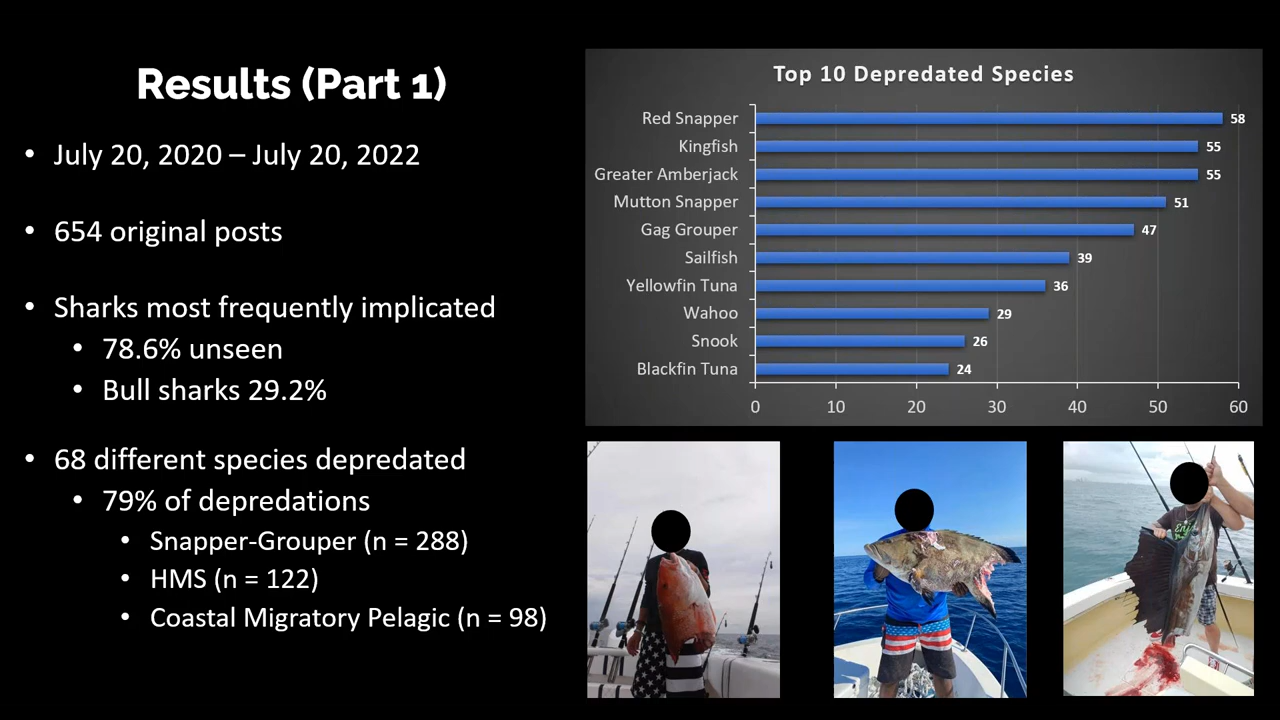 Results (Part 1)
• July 20, 2020 – July 20, 2022
• 654 original posts
• Sharks most frequently implicated
• 78.6% unseen
• Bull sharks 29.2%
• 68 different species depredated
• 79% of depredations
• Snapper-Grouper (n = 288)
• HMS (n = 122)
• Coastal Migratory Pelagic (n = 98)
Top 10 Depredated Species
Red Snapper 58
Kingfish 55
Greater Amberjack 55
Mutton Snapper 51
Gag Grouper 47
Sailfish 39
Yellowfin Tuna 36
Wahoo 29
Snook 26
Blackfin Tuna 24
0 10 20 30 40 50 60